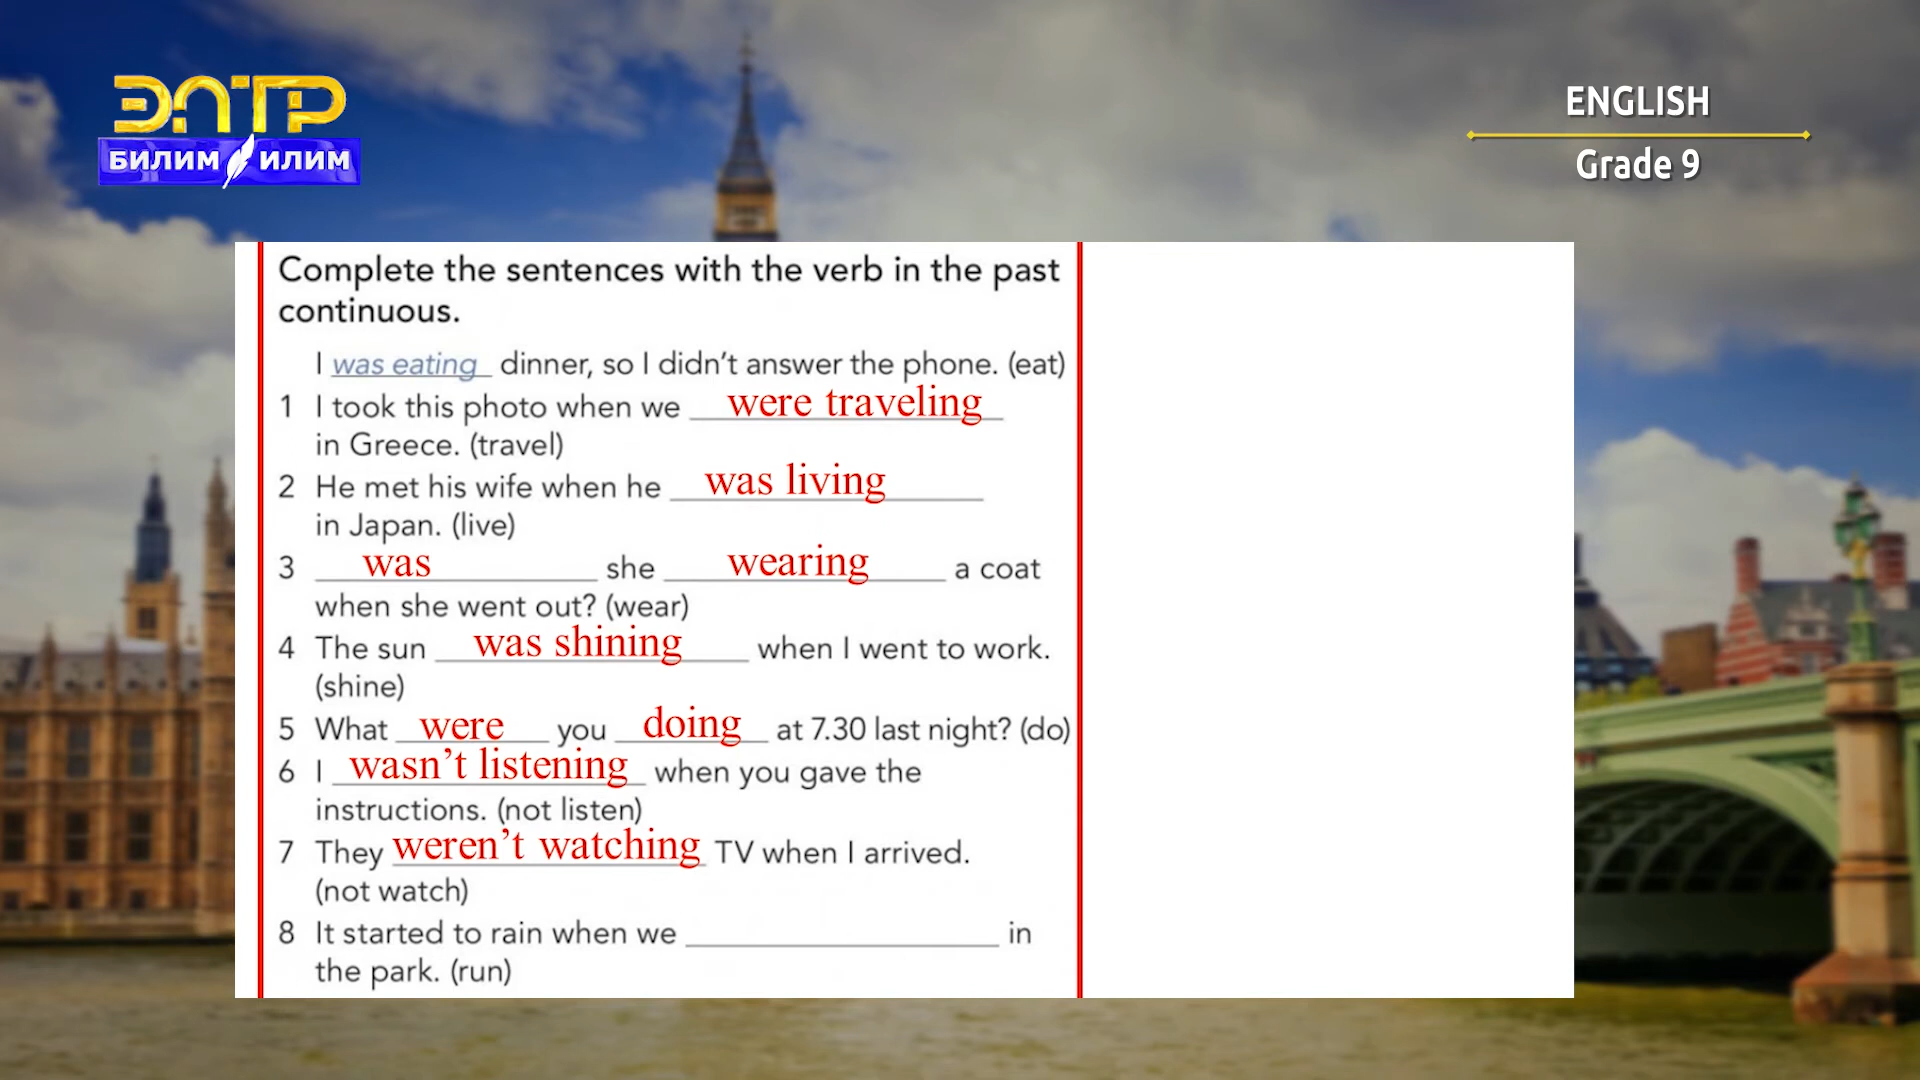 ЭЛТР
БИЛИМ ИЛИМ
ENGLISH
Grade 9
Complete the sentences with the verb in the past
continuous.
I was eating dinner, so I didn't answer the phone. (eat)
1 I took this photo when we were traveling
in Greece. (travel)
2 He met his wife when he was living
in Japan. (live)
3 was she wearing a coat
when she went out? (wear)
4 The sun was shining when I went to work.
(shine)
5 What were you doing at 7.30 last night? (do)
6 I wasn't listening when you gave the
instructions. (not listen)
7 They weren't watching TV when I arrived.
(not watch)
8 It started to rain when we ____ in
the park. (run)